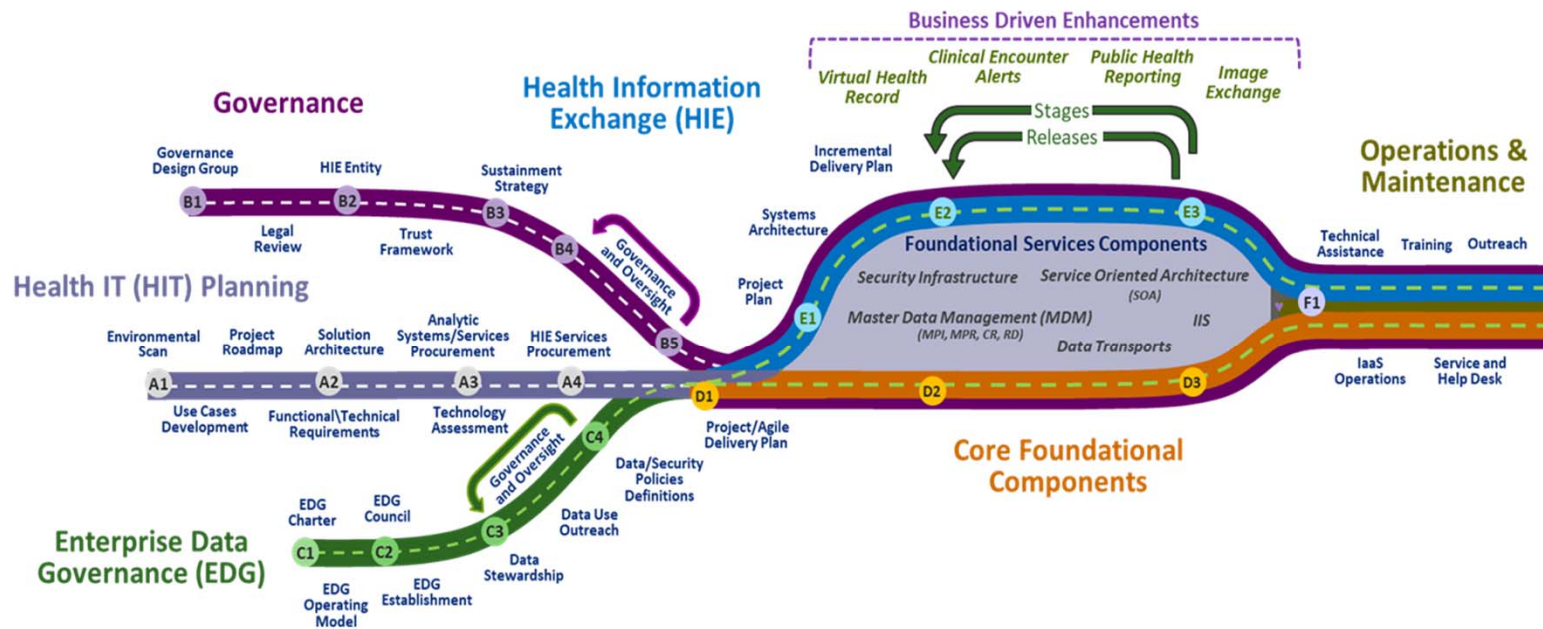 Business Driven Enhancements
Virtual Health
Record
Clinical Encounter
Alerts
Public Health
Reporting
Image
Exchange
Stages
Releases
Governance
Health Information
Exchange (HIE)
Incremental
Delivery Plan
Operations &
Maintenance
Governance
Design Group
HIE Entity
Sustainment
Strategy
B1
B2
B3
B4
B5
Legal
Review
Trust
Framework
Governance
and Oversight
Systems
Architecture
Project
Plan
E1
E2
E3
Foundational Services Components
Security Infrastructure
Service Oriented Architecture
(SOA)
Master Data Management (MDM)
(MPI, MPR, CR, RD)
IIS
Data Transports
Technical
Assistance
Training
Outreach
F1
IaaS
Operations
Service and
Help Desk
Health IT (HIT) Planning
Environmental
Scan
Project
Roadmap
Solution
Architecture
Analytic
Systems/Services
Procurement
HIE Services
Procurement
A1
A2
A3
A4
D1
D2
D3
Use Cases
Development
Functional\Technical
Requirements
Technology
Assessment
Project/Agile
Delivery Plan
Core Foundational
Components
Governance
and Oversight
C4
Data/Security
Policies
Definitions
Data Use
Outreach
Enterprise Data
Governance (EDG)
EDG
Charter
EDG
Council
C1
C2
C3
EDG
Operating
Model
EDG
Establishment
Data
Stewardship